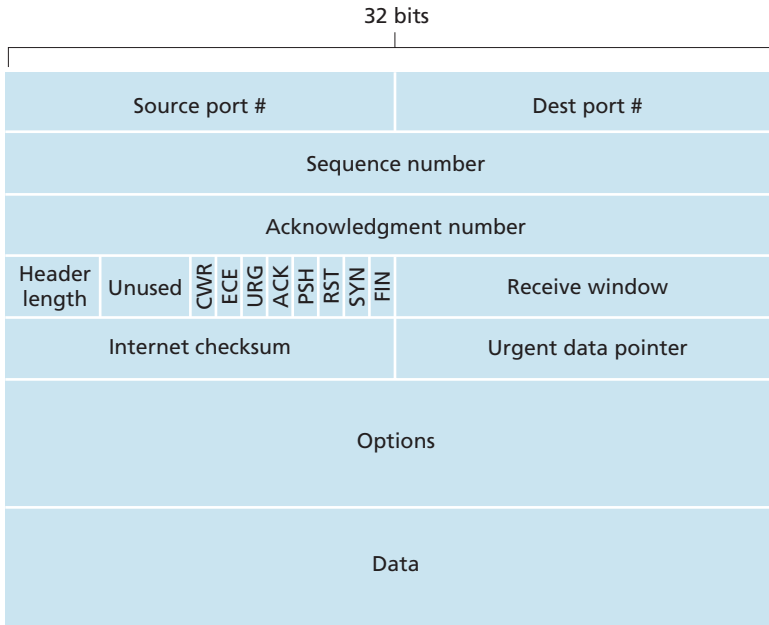 32 bits
Source port #
Dest port #
Sequence number
Acknowledgment number
Header
length
Unused
CWR
ECE
URG
ACK
PSH
RST
SYN
FIN
Receive window
Internet checksum
Urgent data pointer
Options
Data